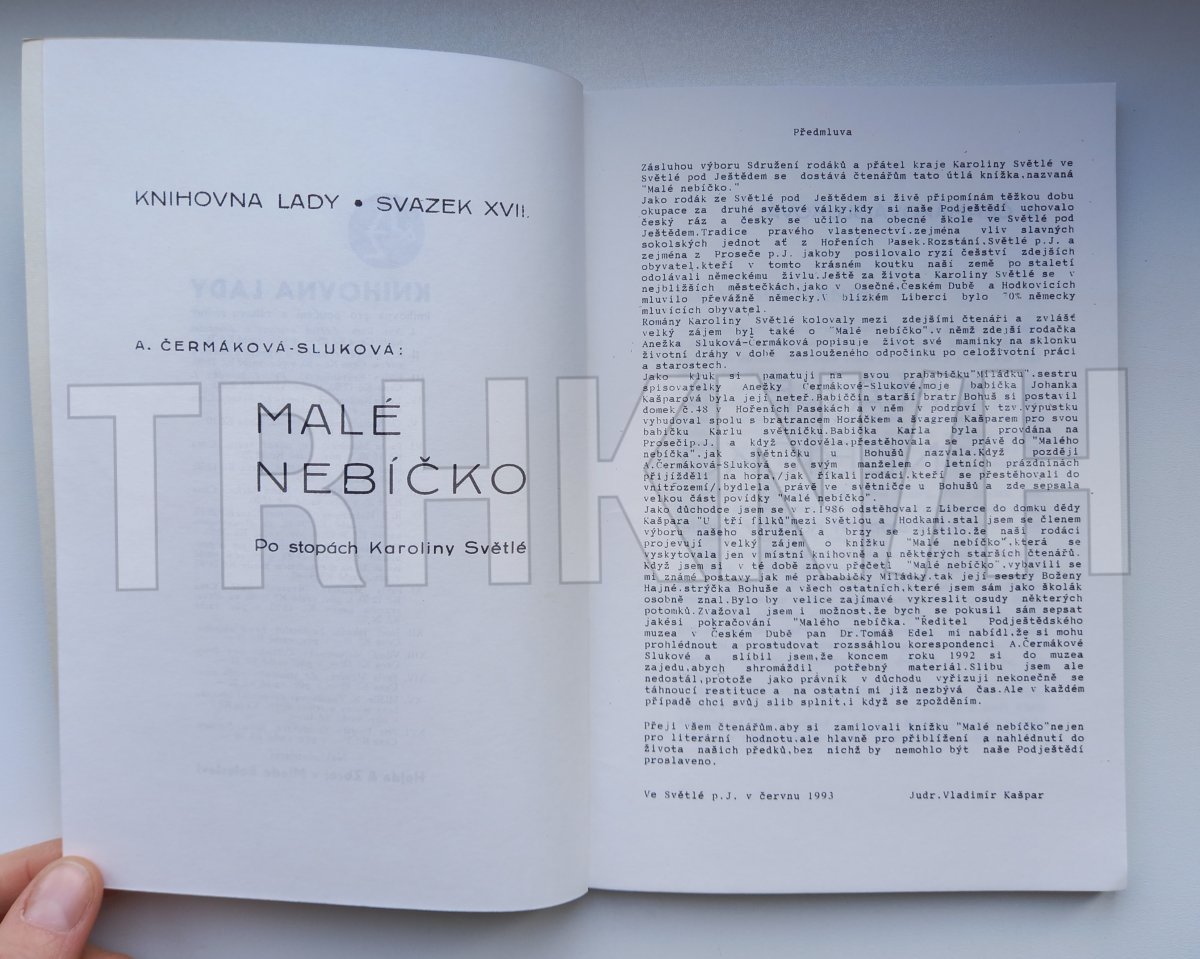 KNIHOVNA LADY • SVAZEK XVII.
A. ČERMÁKOVÁ-SLUKOVÁ:
MALÉ
NEBÍČKO
Po stopách Karoliny Světlé
Předmluva
Zásluhou výboru Sdružení rodáků a přátel kraje Karoliny Světlé ve
Světlé pod Ještědem se dostává čtenářům tato útlá knížka,nazvaná
"Malé nebíčko."
Jako rodák ze Světlé pod Ještědem si živě připomínám těžkou dobu
okupace za druhé světové války,kdy si naše Podještědí uchovalo
český ráz a česky se učilo na obecné škole ve Světlé pod
Ještědem.Tradice pravého vlastenectví,zejména vliv slavných
sokolských jednot ať z Hořeních Pasek,Rozstání,Světlé p.J. a
zejména z Proseče p.J. jakoby posilovalo ryzí češství zdejších
obyvatel,kteří v tomto krásném koutku naší země po staletí
odolávali německému živlu.Ještě za života Karoliny Světlé se v
nejbližších městečkách,jako v Osečné,Českém Dubě a Hodkovicích
mluvilo převážně německy.V blízkém Liberci bylo 70% německy
mluvících obyvatel.
Romány Karoliny Světlé kolovaly mezi zdejšími čtenáři a zvlášť
velký zájem byl také o "Malé nebíčko",v němž zdejší rodačka
Anežka Sluková-Čermáková popisuje život své maminky na sklonku
životní dráhy v době zaslouženého odpočinku po celoživotní práci
a starostech.
Jako kluk si pamatuji na svou prababičku"Miládku",sestru
spisovatelky Anežky Čermákové-Slukové,moje babička Johanka
Kašparová byla její neteř.Babiččin starší bratr Bohuš si postavil
domek č.48 v Hořeních Pasekách a v něm v podroví v tzv.výpustku
vybudoval spolu s bratrancem Horáčkem a švagrem Kašparem pro svou
babičku Karlu světničku.Babička Karla byla provdána na
Prosečip.J. a když ovdověla,přestěhovala se právě do "Malého
nebíčka",jak světničku u Bohušů nazvala.Když později
A.Čermáková-Sluková se svým manželem o letních prázdninách
přijížděli na hora,/jak říkali rodáci,kteří se přestěhovali do
vnitrozemí/,bydlela právě ve světničce u Bohušů a zde sepsala
velkou část povídky "Malé nebíčko".
Jako důchodce jsem se v r.1986 odstěhoval z Liberce do domku dědy
Kašpara "U tří fílků"mezi Světlou a Hodkami,stal jsem se členem
výboru našeho sdružení a brzy se zjistilo,že naši rodáci
projevují velký zájem o knížku "Malé nebíčko",která se
vyskytovala jen v místní knihovně a v některých starších čtenářů.
Když jsem si v té době znovu přečetl "Malé nebíčko",vybavili se
mi známé postavy jak mé prababičky Miládky,tak její sestry Boženy
Hajné,strýčka Bohuše a všech ostatních,které jsem sám jako školák
osobně znal.Bylo by velice zajímavé vykreslit osudy některých
potomků.Zvažoval jsem i možnost,že bych se pokusil sám sepsat
jakési pokračování "Malého nebíčka. "Ředitel Podještědského
muzea v Českém Dubě pan Dr.Tomáš Edel mi nabídl,že si mohu
prohlédnout a prostudovat rozssáhlou korespondenci A.Čermákové
Slukové a slíbil jsem,že koncem roku 1992 si do muzea
zajedu,abych shromáždil potřebný materiál.Slibu jsem ale
nedostál,protože jako právník v důchodu vyřizuji nekonečně se
táhnoucí restituce a na ostatní mi již nezbývá čas.Ale v každém
případě chci svůj slib splnit,i když se zpožděním.
Přeji všem čtenářům,aby si zamilovali knížku "Malé nebíčko"nejen
pro literární hodnotu,ale hlavně pro přiblížení a nahlédnutí do
života našich předků,bez nichž by nemohlo být naše Podještědí
proslaveno.
Ve Světlé p.J. v červnu 1993 Judr.Vladimír Kašpar
TRHKNIH